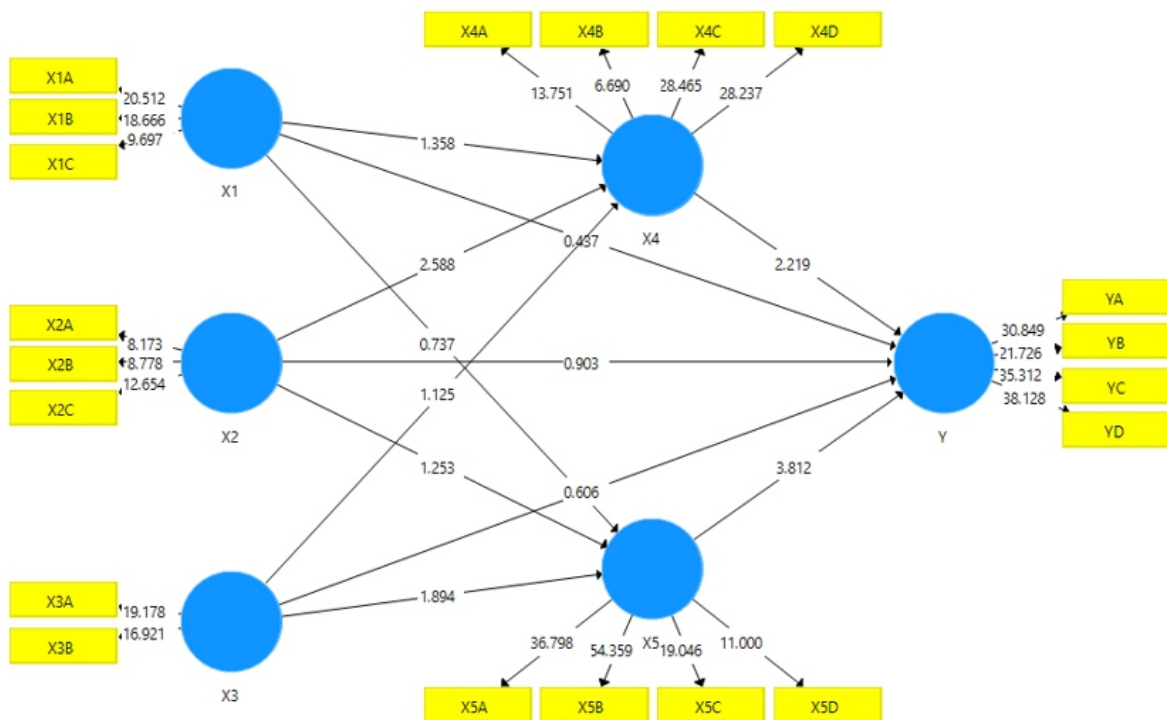 X4A X4B X4C X4D
13.751 6.690 28.465 28.237
X4
X1A
X1B
X1C
20.512
18.666
9.697
X1
1.358
0.437
0.737
2.588
2.219
X2A
X2B
X2C
8.173
8.778
12.654
X2
0.903
1.125
1.253
YA
YB
YC
YD
30.849
21.726
35.312
38.128
Y
3.812
0.606
1.894
X3A
X3B
19.178
16.921
X3
X5
36.798 54.359 19.046 11.000
X5A X5B X5C X5D